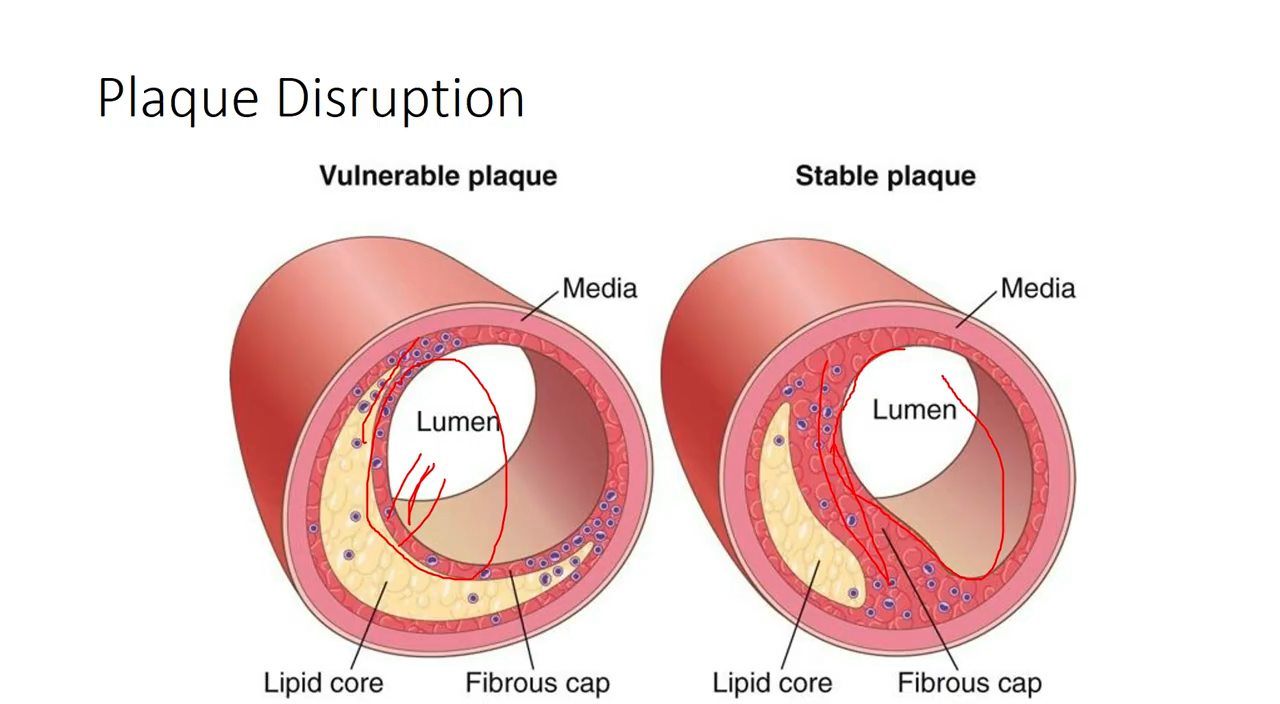 Plaque Disruption
Vulnerable plaque
Stable plaque
Media
Media
Lumen
Lumen
Lipid core
Fibrous cap
Lipid core
Fibrous cap